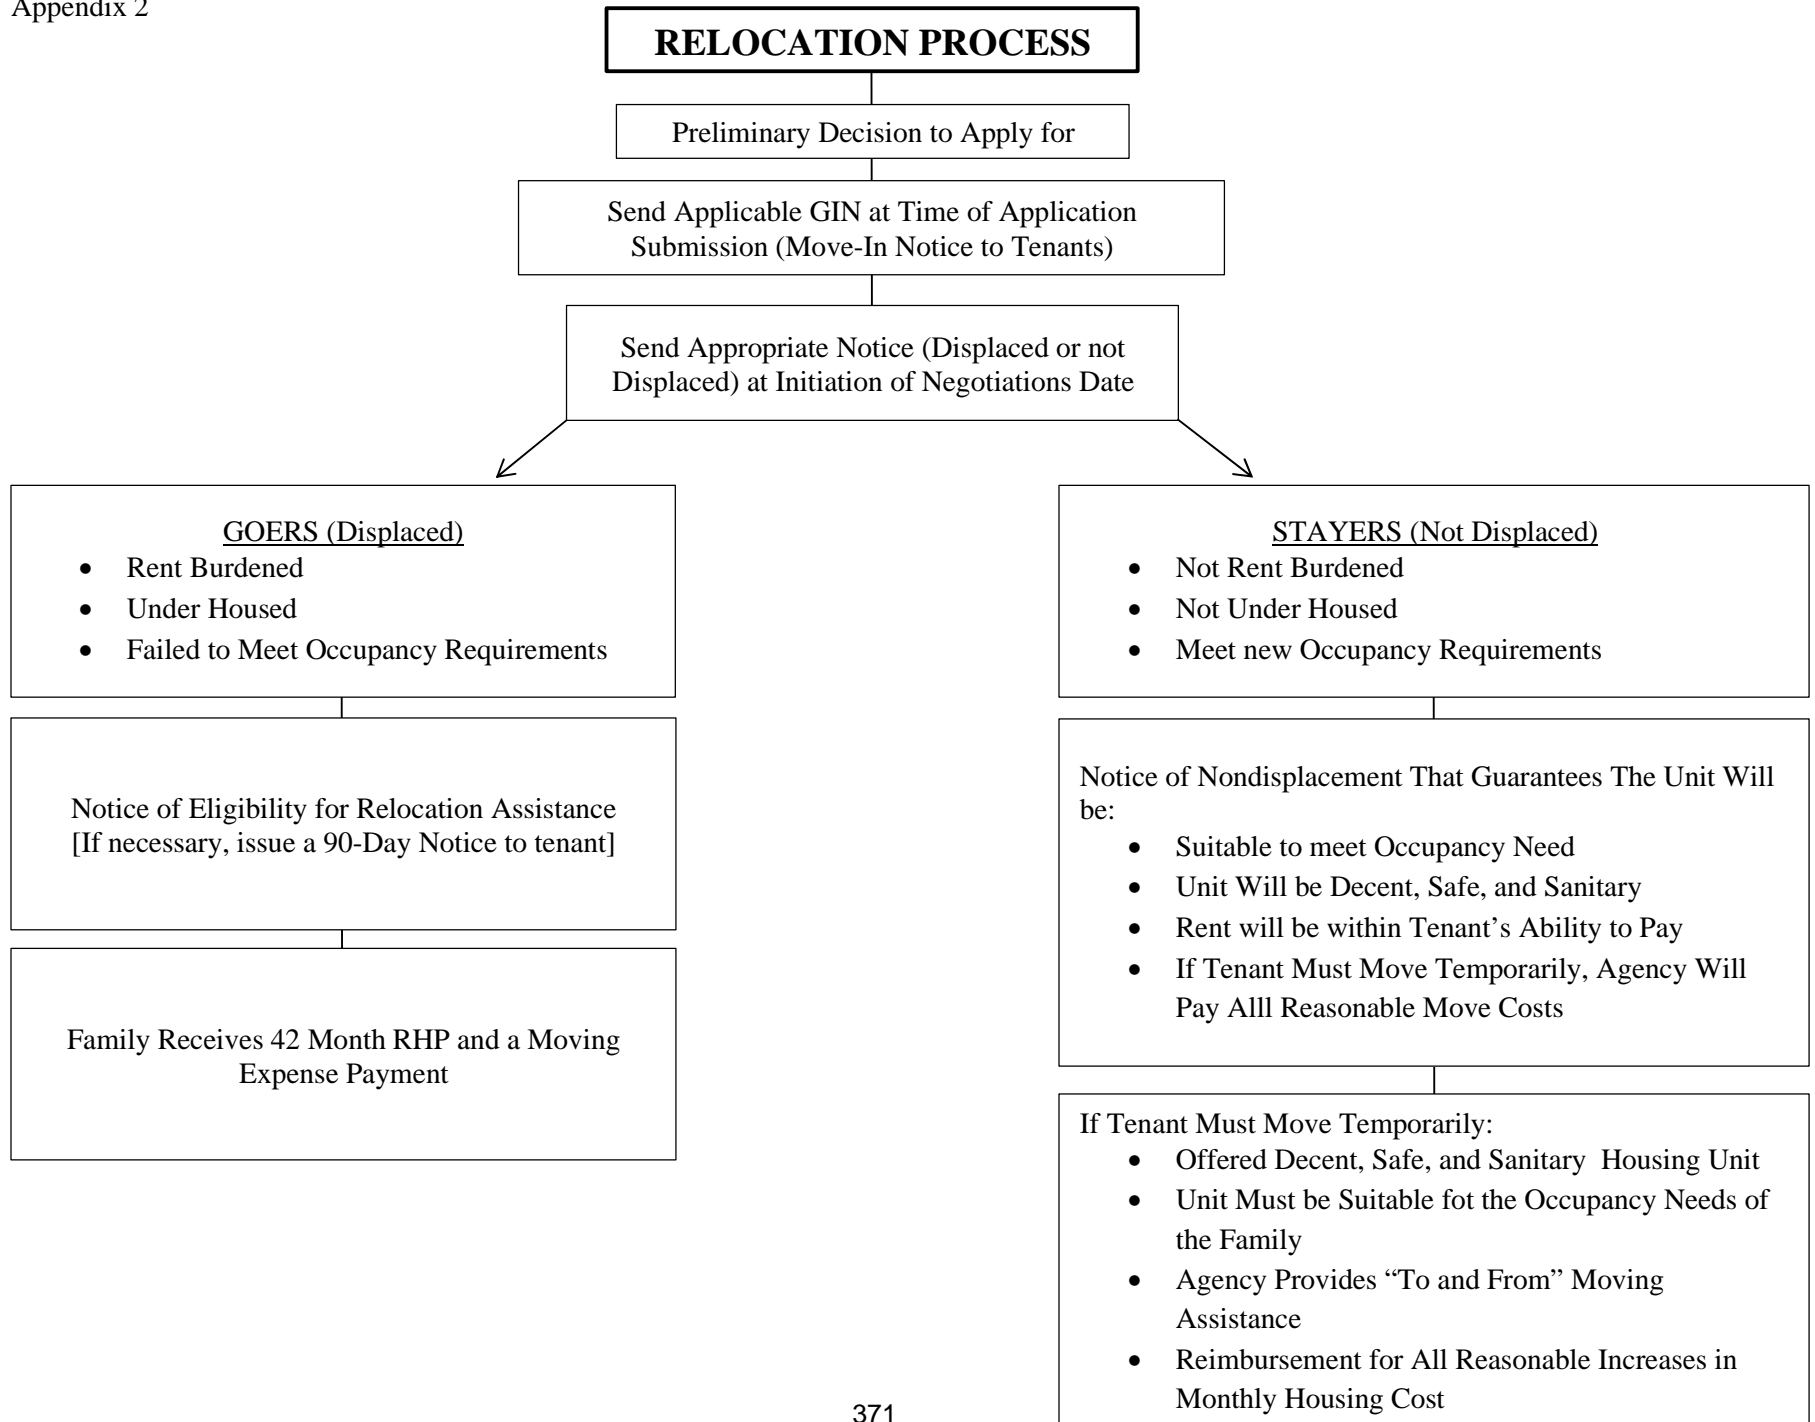 Appendix 2
RELOCATION PROCESS
Preliminary Decision to Apply for
Send Applicable GIN at Time of Application
Submission (Move-In Notice to Tenants)
Send Appropriate Notice (Displaced or not
Displaced) at Initiation of Negotiations Date
GOERS (Displaced)
• Rent Burdened
• Under Housed
• Failed to Meet Occupancy Requirements
Notice of Eligibility for Relocation Assistance
[If necessary, issue a 90-Day Notice to tenant]
Family Receives 42 Month RHP and a Moving
Expense Payment
STAYERS (Not Displaced)
• Not Rent Burdened
• Not Under Housed
• Meet new Occupancy Requirements
Notice of Nondisplacement That Guarantees The Unit Will
be:
• Suitable to meet Occupancy Need
• Unit Will be Decent, Safe, and Sanitary
• Rent will be within Tenant’s Ability to Pay
• If Tenant Must Move Temporarily, Agency Will
Pay Alll Reasonable Move Costs
If Tenant Must Move Temporarily:
• Offered Decent, Safe, and Sanitary  Housing Unit
• Unit Must be Suitable fot the Occupancy Needs of
the Family
• Agency Provides “To and From” Moving
Assistance
• Reimbursement for All Reasonable Increases in
Monthly Housing Cost
371